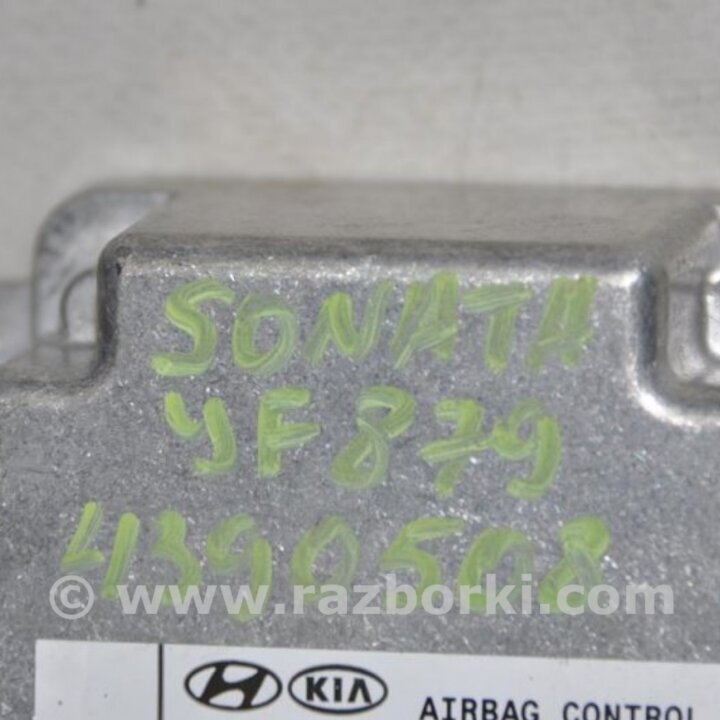 SONATA
YF879
4390508
© www.razborki.com
KIA
AIRBAG CONTROL